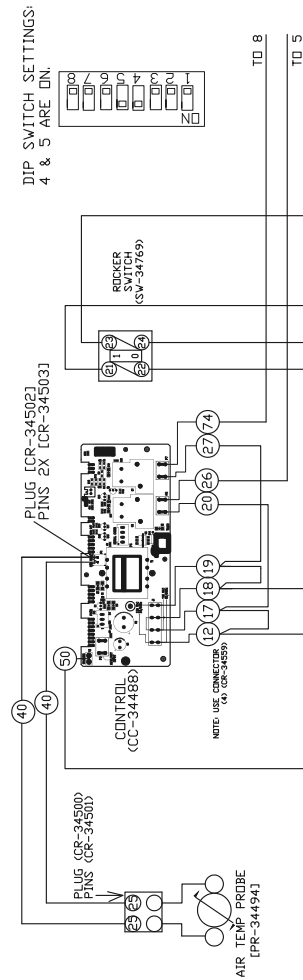 DIP SWITCH SETTINGS:
4 & 5 ARE ON.
8
7
6
5
4
3
2
1
ON
TO 8
TO 5
ROCKER
SWITCH
(SW-34769)
21
23
1
0
22
24
PLUG [CR-34502]
PINS 2X [CR-34503]
74
27
26
20
19
18
17
12
NOTE: USE CONNECTOR
(4) (CR-34559)
CONTROL
(CC-34488)
50
40
40
PLUG (CR-34500)
PINS (CR-34501)
29
29
AIR TEMP PROBE
[PR-34494]